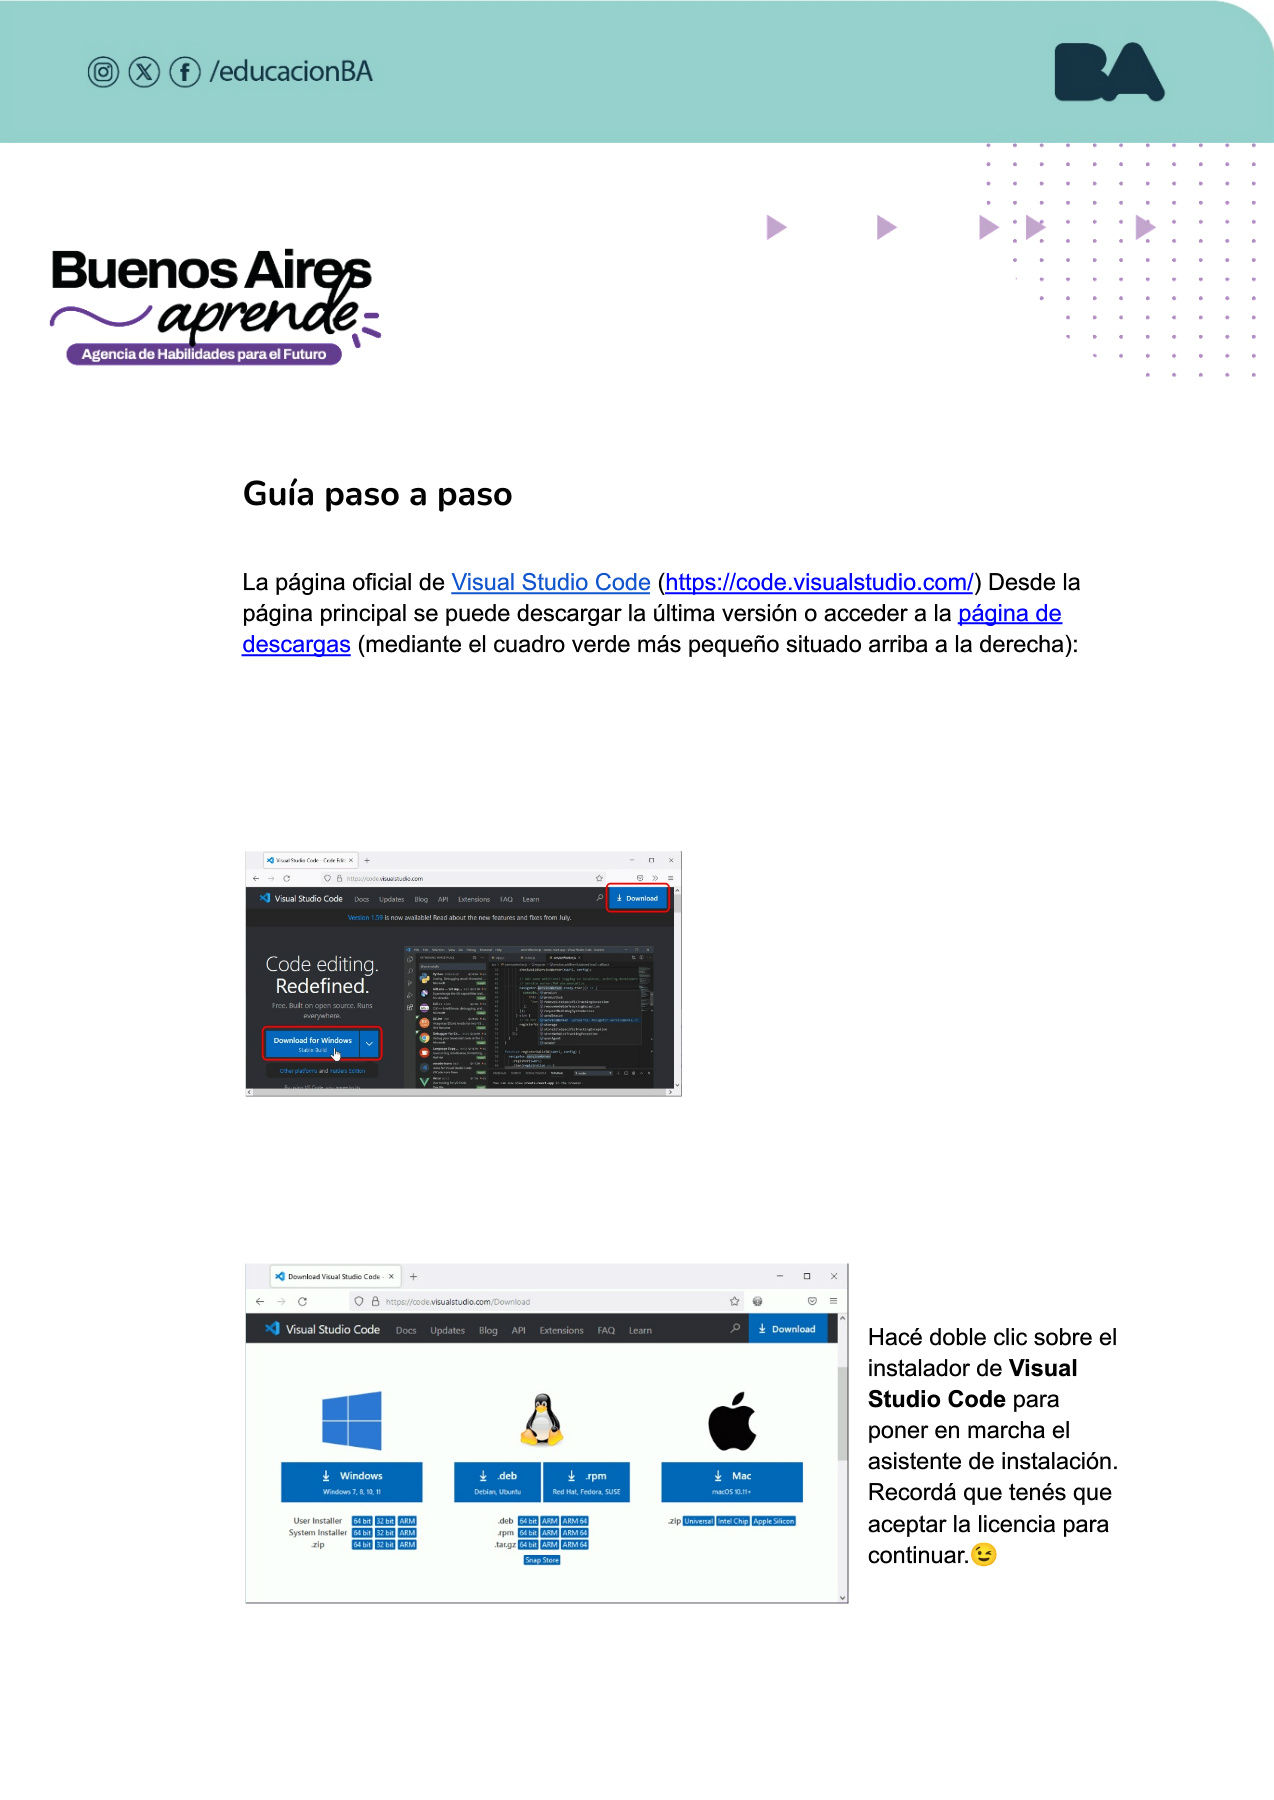 /educacionBA
BA
Buenos Aires
aprende
Agencia de Habilidades para el Futuro
Guía paso a paso
La página oficial de Visual Studio Code (https://code.visualstudio.com/) Desde la
página principal se puede descargar la última versión o acceder a la página de
descargas (mediante el cuadro verde más pequeño situado arriba a la derecha):
Visual Studio Code - Code Edi
https://code.visualstudio.com
Visual Studio Code Docs Updates Blog API Extensions FAQ Learn Download
Version 1.59 is now available! Read about the new features and fixes from July.
Code editing.
Redefined.
Free. Built on open source. Runs
everywhere.
Download for Windows
Stable Build
Other platforms and Insiders Edition
Download Visual Studio Code -
https://code.visualstudio.com/Download
Visual Studio Code Docs Updates Blog API Extensions FAQ Learn Download
Windows
Windows 7, 8, 10, 11
.deb
Debian, Ubuntu
.rpm
Red Hat, Fedora, SUSE
Mac
macOS 10.11+
User Installer 64 bit 32 bit ARM
System Installer 64 bit 32 bit ARM
.zip 64 bit 32 bit ARM
.deb 64 bit ARM ARM 64
.rpm 64 bit ARM ARM 64
.tar.gz 64 bit ARM ARM 64
Snap Store
.zip Universal Intel Chip Apple Silicon
Hacé doble clic sobre el
instalador de Visual
Studio Code para
poner en marcha el
asistente de instalación.
Recordá que tenés que
aceptar la licencia para
continuar.😉